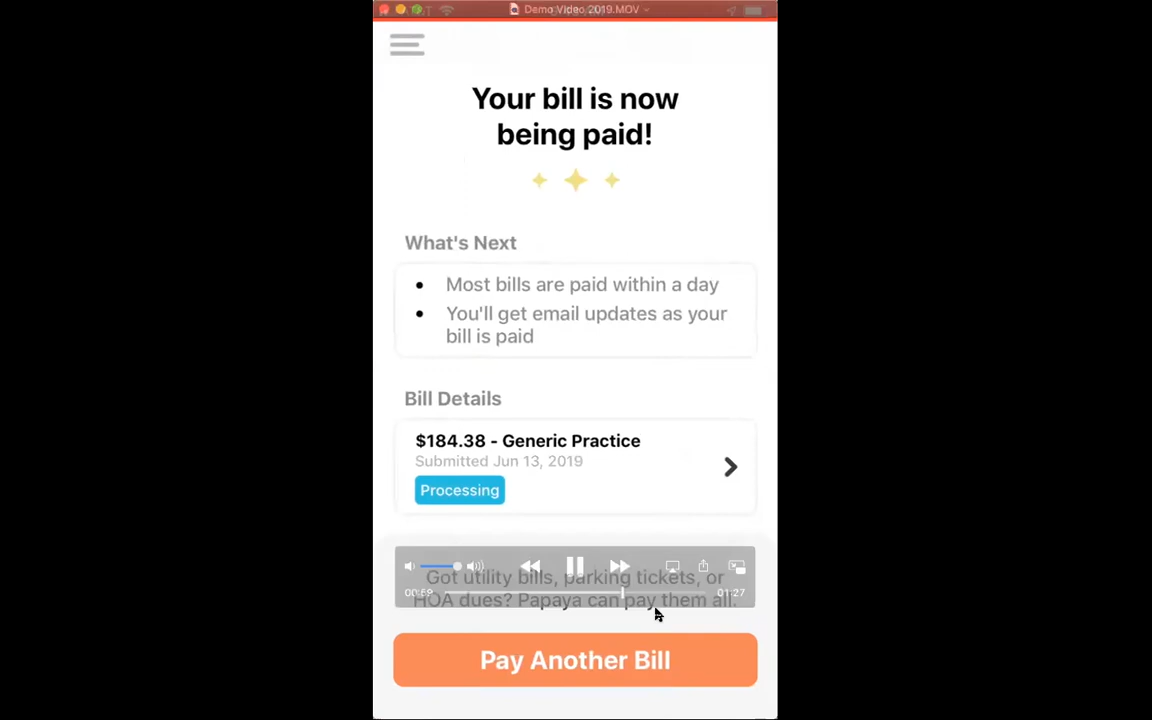 Demo Video 2019.MOV
Your bill is now
being paid!
What's Next
• Most bills are paid within a day
• You'll get email updates as your
bill is paid
Bill Details
$184.38 - Generic Practice
Submitted Jun 13, 2019
Processing
Got utility bills, parking tickets, or
HOA dues? Papaya can pay them all.
01:27
Pay Another Bill